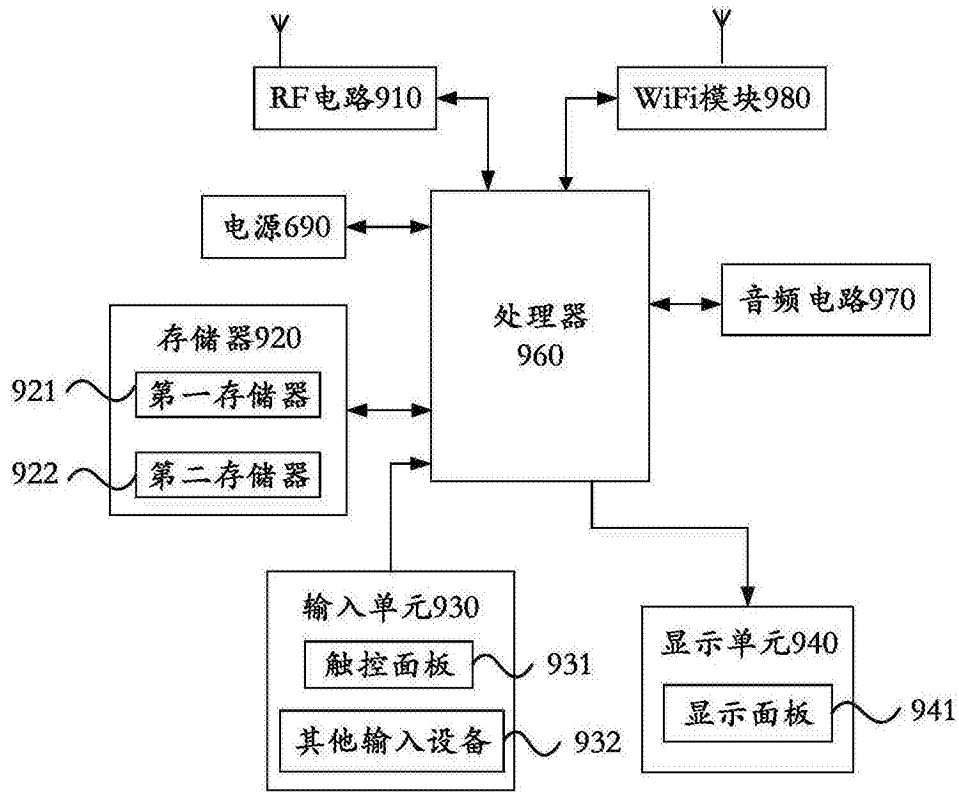 RF电路910
WiFi模块980
电源690
处理器
960
音频电路970
存储器920
921
第一存储器
922
第二存储器
输入单元930
触控面板
931
其他输入设备
932
显示单元940
显示面板
941